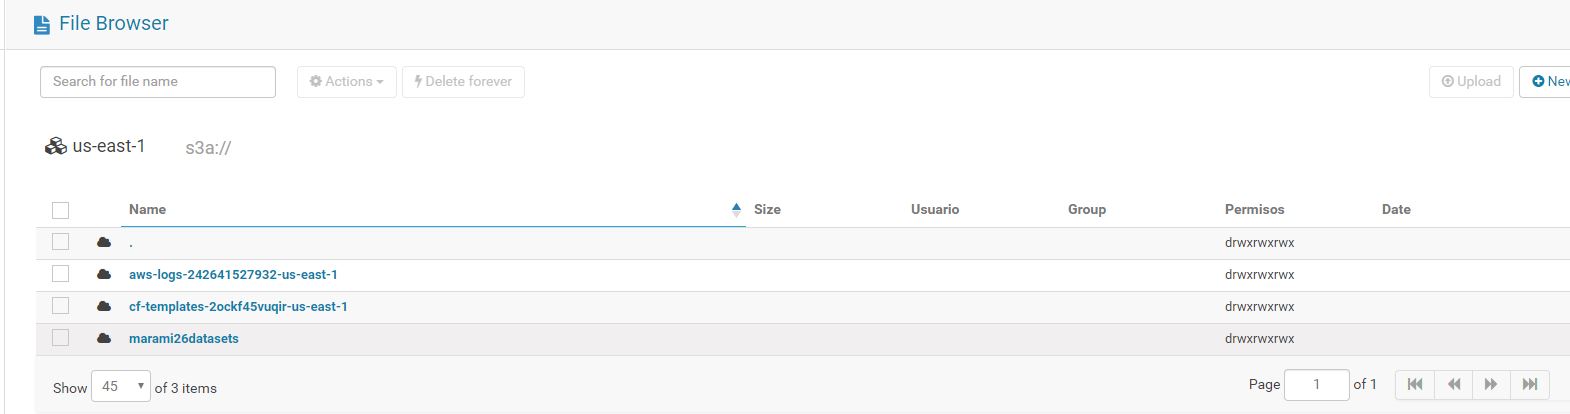 File Browser
Search for file name Actions Delete forever Upload New
us-east-1 s3a://
Name Size Usuario Group Permisos Date
. drwxrwxrwx
aws-logs-242641527932-us-east-1 drwxrwxrwx
cf-templates-2ockf45vuqir-us-east-1 drwxrwxrwx
marami26datasets drwxrwxrwx
Show 45 of 3 items Page 1 of 1